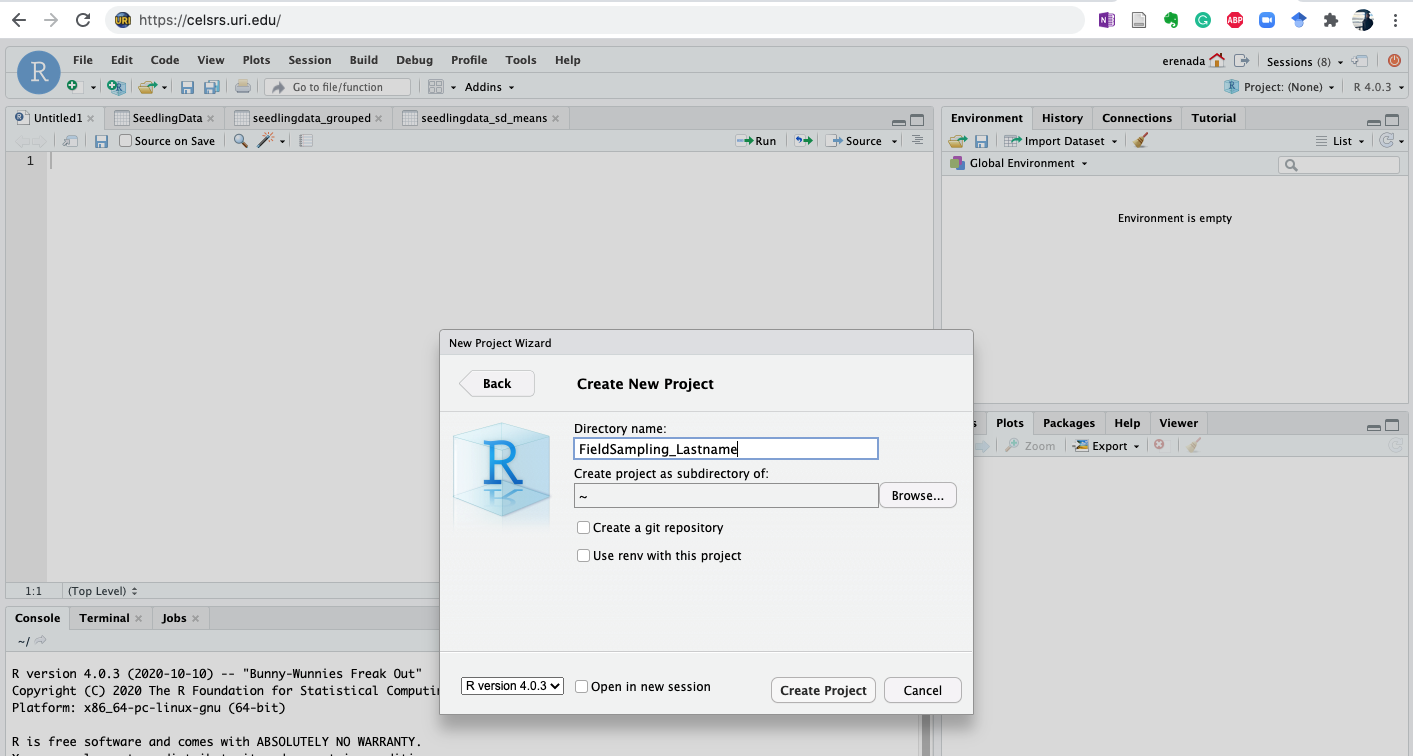 https://celsrs.uri.edu/
File Edit Code View Plots Session Build Debug Profile Tools Help
erenada Sessions (8)
Go to file/function Addins
Project: (None) R 4.0.3
Untitled1 SeedlingData seedlingdata_grouped seedlingdata_sd_means
Source on Save Run Source
1
1:1 (Top Level)
Console Terminal Jobs
~/
R version 4.0.3 (2020-10-10) -- "Bunny-Wunnies Freak Out"
Copyright (C) 2020 The R Foundation for Statistical
Platform: x86_64-pc-linux-gnu (64-bit)
R is free software and comes with ABSOLUTELY NO WARRANTY.
Environment History Connections Tutorial
Import Dataset List
Global Environment
Environment is empty
Plots Packages Help Viewer
Zoom Export
New Project Wizard
Back Create New Project
R
Directory name:
FieldSampling_Lastname
Create project as subdirectory of:
~ Browse...
Create a git repository
Use renv with this project
R version 4.0.3 Open in new session Create Project Cancel